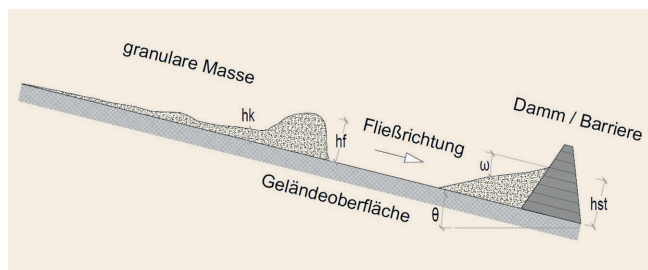 granulare Masse
hk
hf
Fließrichtung
Damm / Barriere
ω
hst
Geländeoberfläche
θ